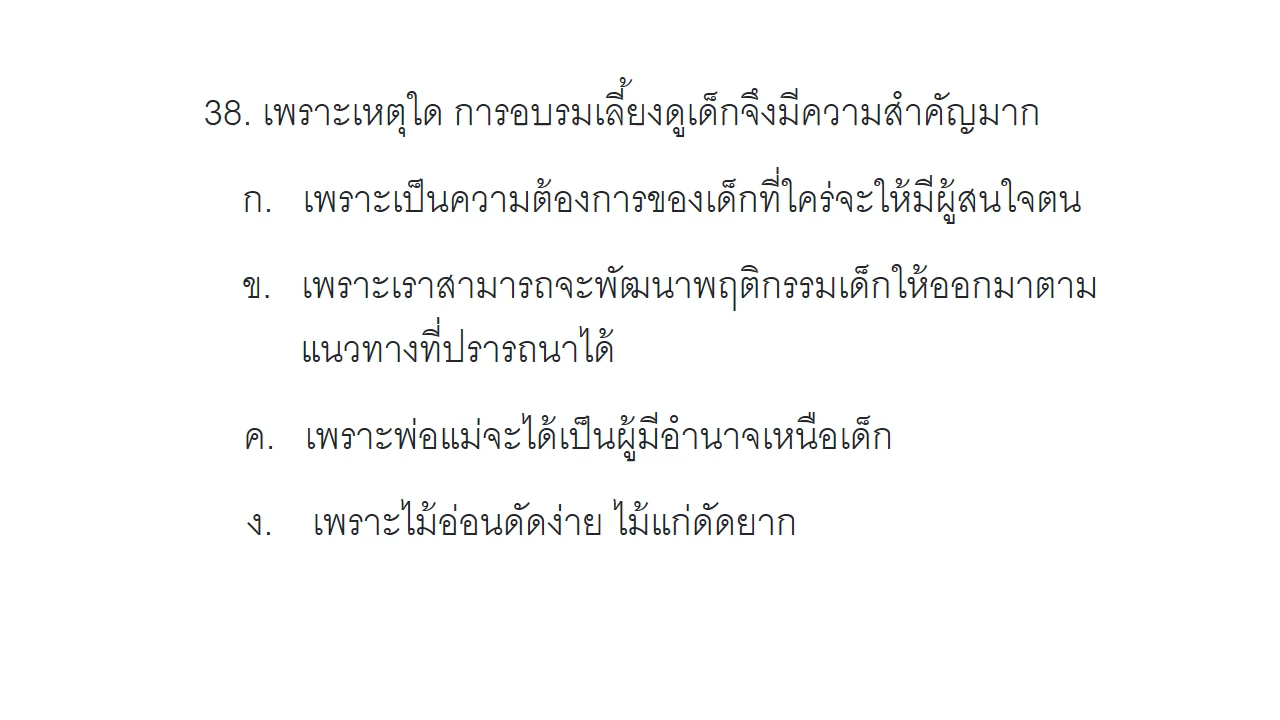 38. เพราะเหตุใด การอบรมเลี้ยงดูเด็กจึงมีความสำคัญมาก
ก. เพราะเป็นความต้องการของเด็กที่ใคร่จะให้มีผู้สนใจตน
ข. เพราะเราสามารถจะพัฒนาพฤติกรรมเด็กให้ออกมาตาม
แนวทางที่ปรารถนาได้
ค. เพราะพ่อแม่จะได้เป็นผู้มีอำนาจเหนือเด็ก
ง. เพราะไม้อ่อนดัดง่าย ไม้แก่ดัดยาก